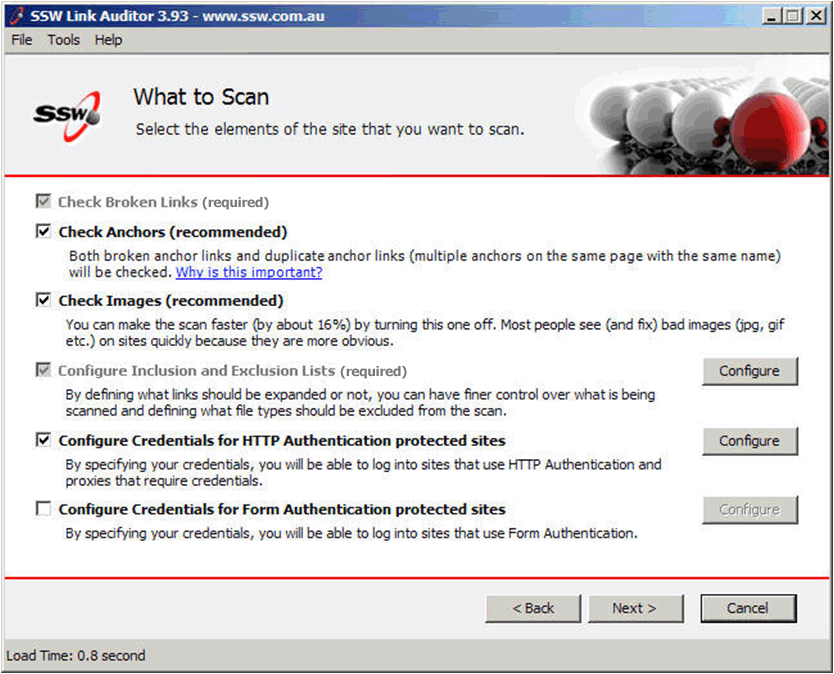 SSW Link Auditor 3.93 - www.ssw.com.au
File Tools Help
SSW
What to Scan
Select the elements of the site that you want to scan.
Check Broken Links (required)
Check Anchors (recommended)
Both broken anchor links and duplicate anchor links (multiple anchors on the same page with the same name)
will be checked. Why is this important?
Check Images (recommended)
You can make the scan faster (by about 16%) by turning this one off. Most people see (and fix) bad images (jpg, gif
etc.) on sites quickly because they are more obvious.
Configure Inclusion and Exclusion Lists (required)
Configure
By defining what links should be expanded or not, you can have finer control over what is being
scanned and defining what file types should be excluded from the scan.
Configure Credentials for HTTP Authentication protected sites
Configure
By specifying your credentials, you will be able to log into sites that use HTTP Authentication and
proxies that require credentials.
Configure Credentials for Form Authentication protected sites
Configure
By specifying your credentials, you will be able to log into sites that use Form Authentication.
< Back Next > Cancel
Load Time: 0.8 second